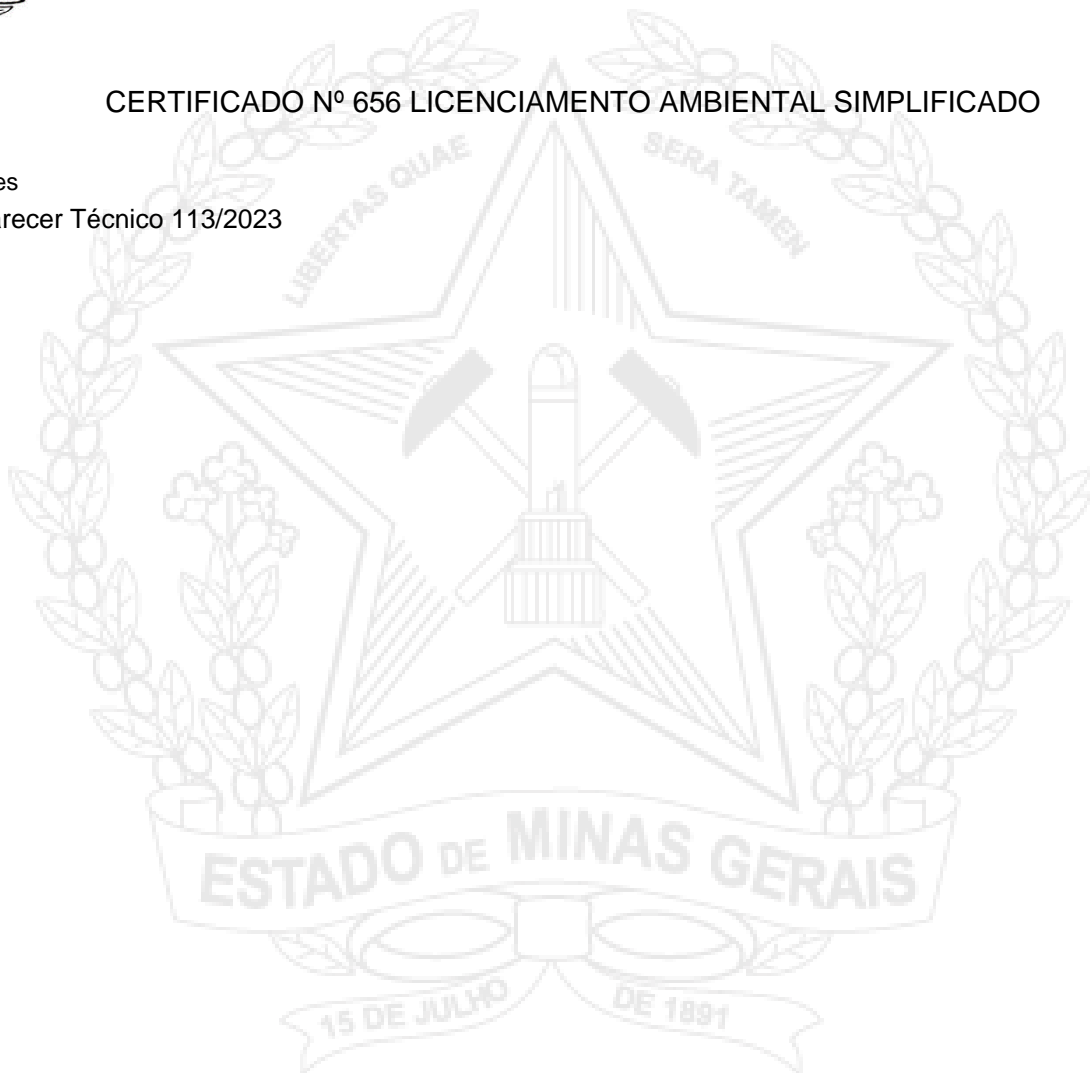 CERTIFICADO Nº 656 LICENCIAMENTO AMBIENTAL SIMPLIFICADO
es
arecer Técnico 113/2023
LIBERTAS QUAE SERA TAMEN
ESTADO DE MINAS GERAIS
15 DE JULHO DE 1891